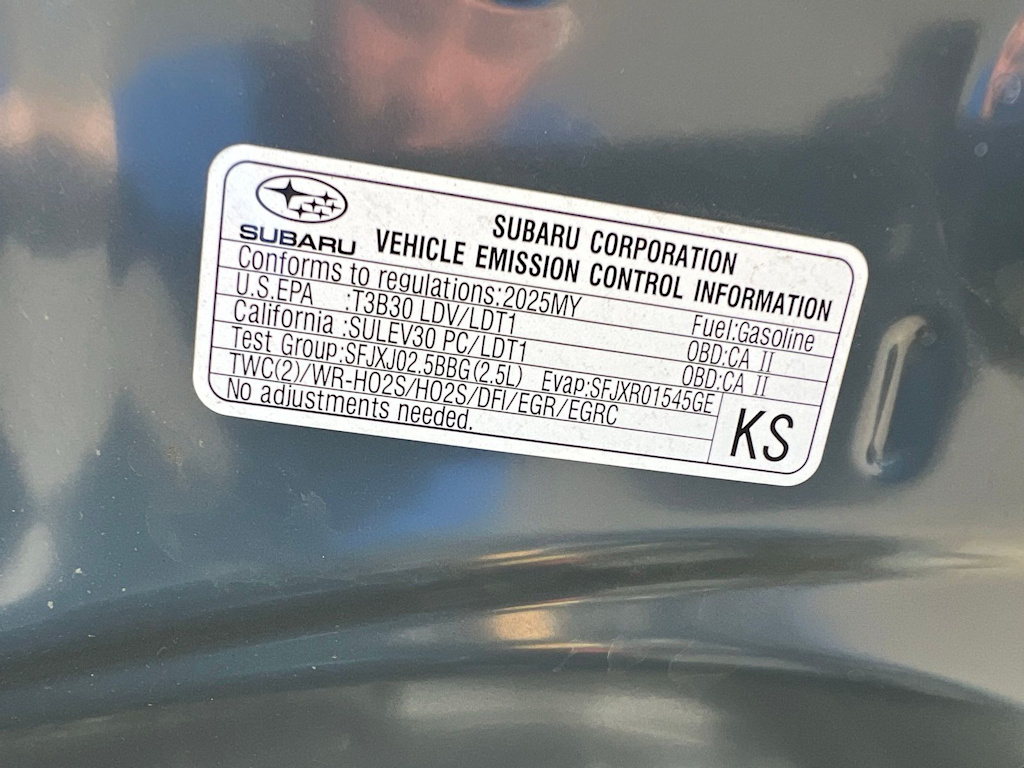 SUBARU
SUBARU CORPORATION
VEHICLE EMISSION CONTROL INFORMATION
Conforms to regulations:2025MY Fuel:Gasoline
U.S.EPA :T3B30 LDV/LDT1 OBD:CA II
California :SULEV30 PC/LDT1 OBD:CA II
Test Group:SFJXJ02.5BBG(2.5L) Evap:SFJXR01545GE
TWC(2)/WR-HO2S/HO2S/DFI/EGR/EGRC
No adjustments needed.
KS